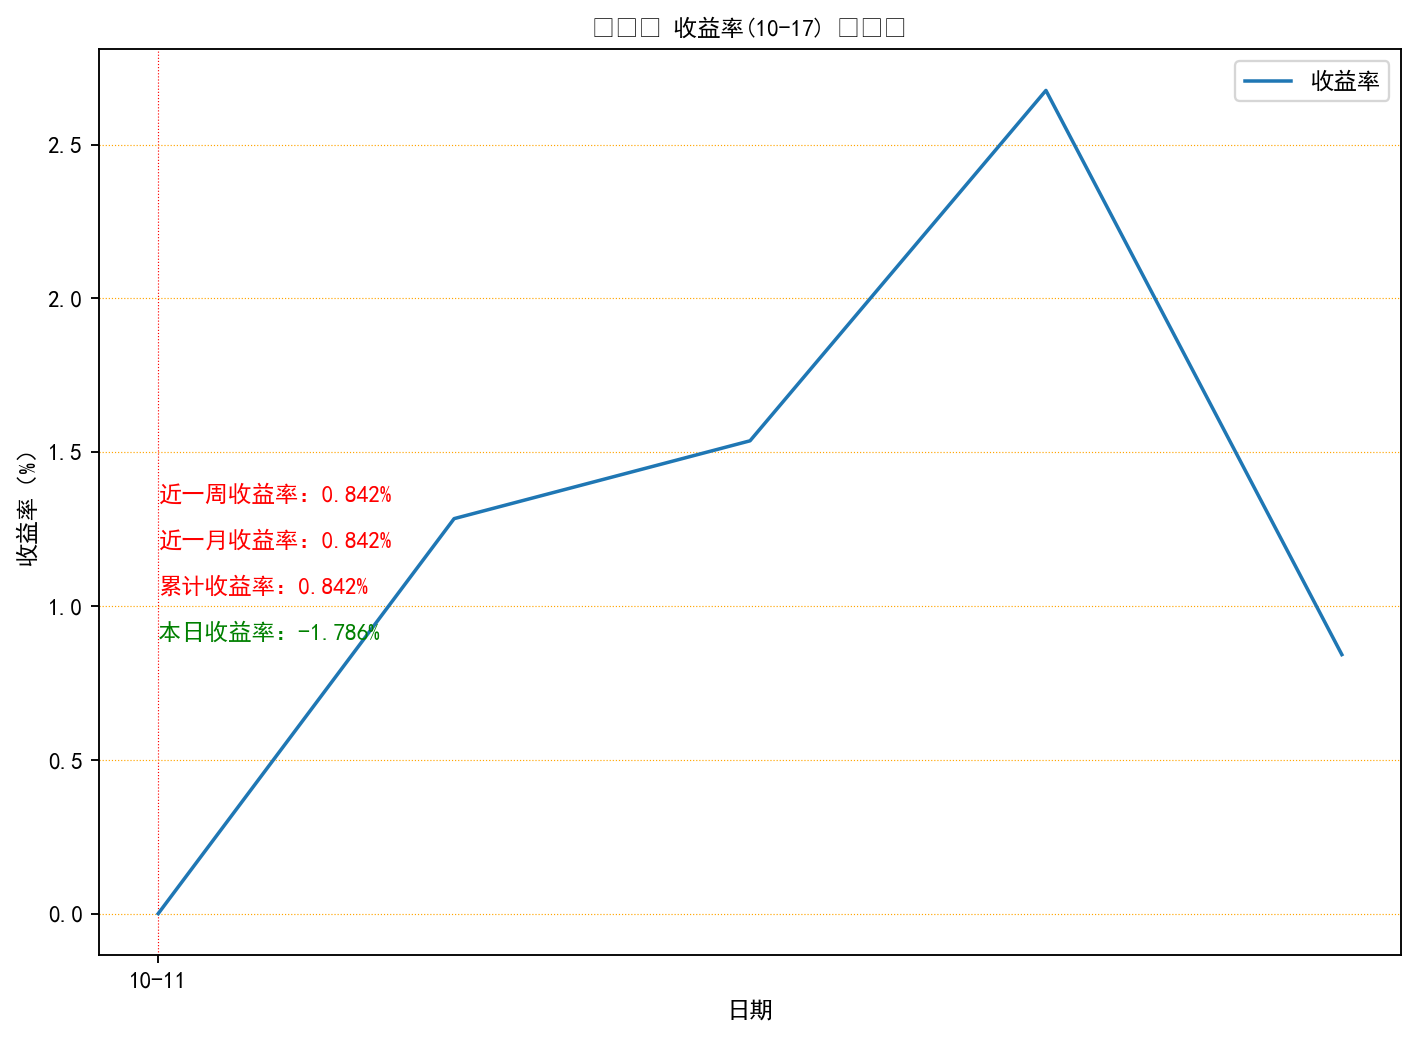 □□□ 收益率(10-17) □□□
收益率
2.5
2.0
1.5
1.0
0.5
0.0
收益率（%）
近一周收益率：0.842%
近一月收益率：0.842%
累计收益率：0.842%
本日收益率：-1.786%
10-11
日期